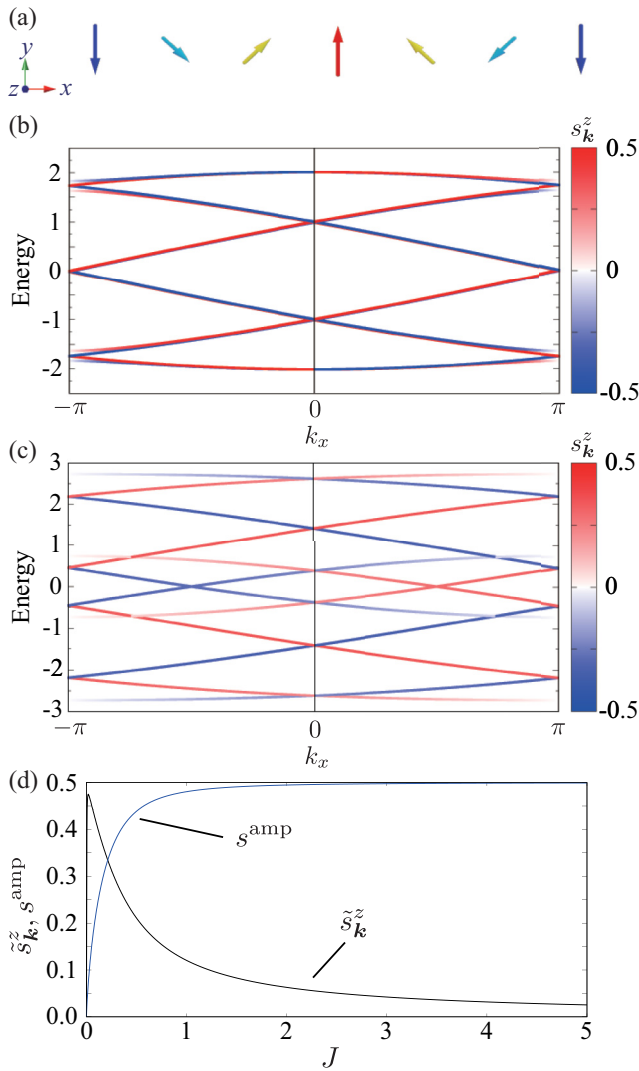 (a)
y
z x
(b)
s^z_k
2
1
0
-1
-2
Energy
0.5
0
-0.5
−π 0 π
k_x
(c)
s^z_k
3
2
1
0
-1
-2
-3
Energy
0.5
0
-0.5
−π 0 π
k_x
(d)
0.5
0.4
0.3
0.2
0.1
0.0
s̃^z_k, s^amp
s^amp
s̃^z_k
0 1 2 3 4 5
J